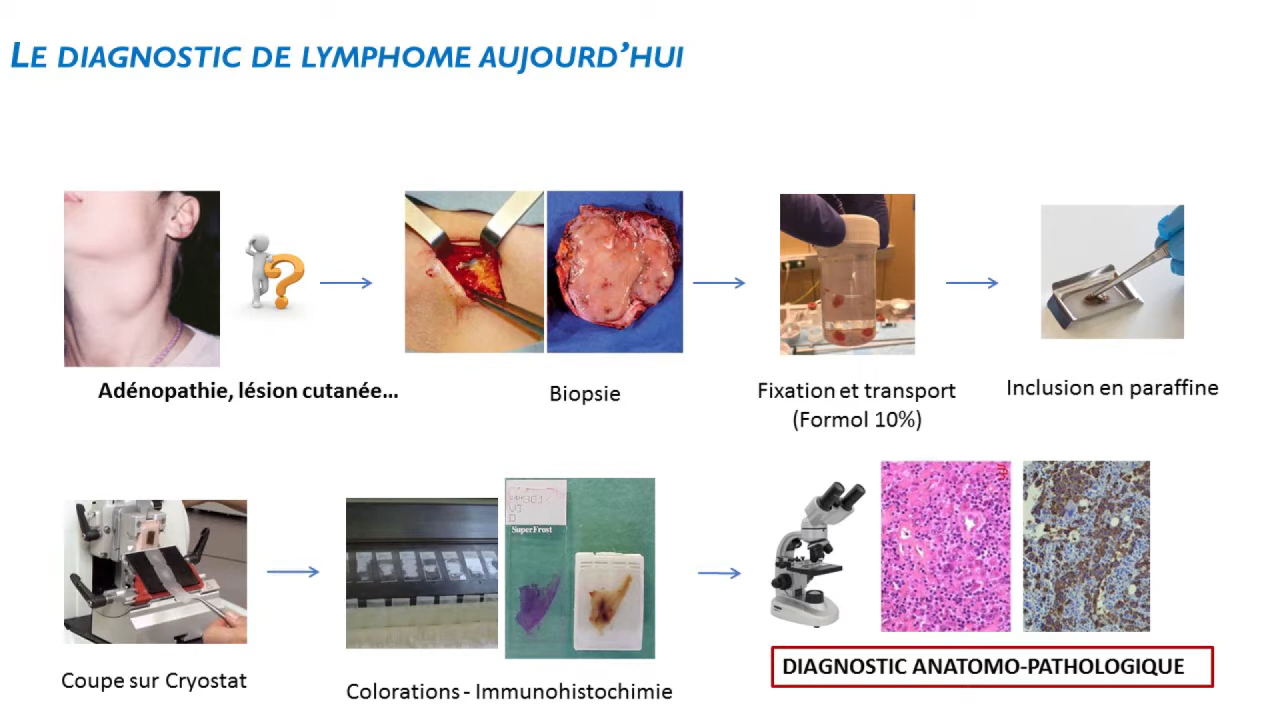 LE DIAGNOSTIC DE LYMPHOME AUJOURD'HUI
Adénopathie, lésion cutanée...
Biopsie
Fixation et transport
(Formol 10%)
Inclusion en paraffine
SuperFrost
Coupe sur Cryostat
Colorations - Immunohistochimie
DIAGNOSTIC ANATOMO-PATHOLOGIQUE